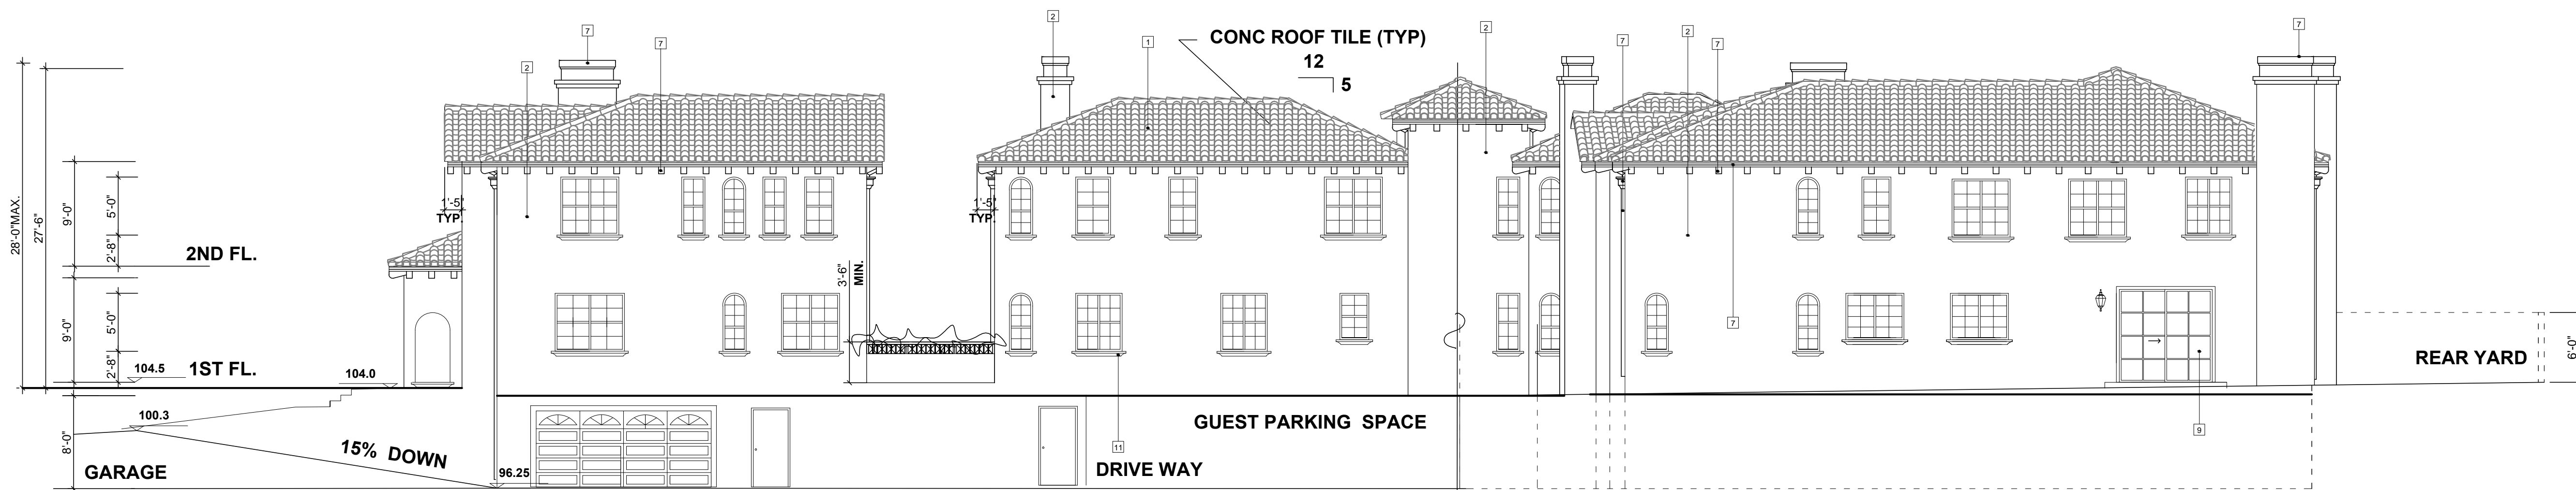 2
7
7
2
1
CONC ROOF TILE (TYP)
12
5
2
7
2
7
7
28'-0"MAX.
27'-6"
9'-0"
5'-0"
2'-8"
2ND FL.
1'-5"
TYP.
1'-5"
TYP.
3'-6"
MIN.
9'-0"
5'-0"
2'-8"
104.5
1ST FL.
104.0
7
REAR YARD
6'-0"
100.3
8'-0"
15% DOWN
GARAGE
96.25
11
GUEST PARKING SPACE
DRIVE WAY
9